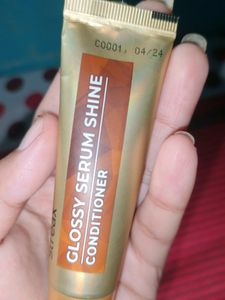 C0001, 04/24
GLOSSY SERUM SHINE
CONDITIONER